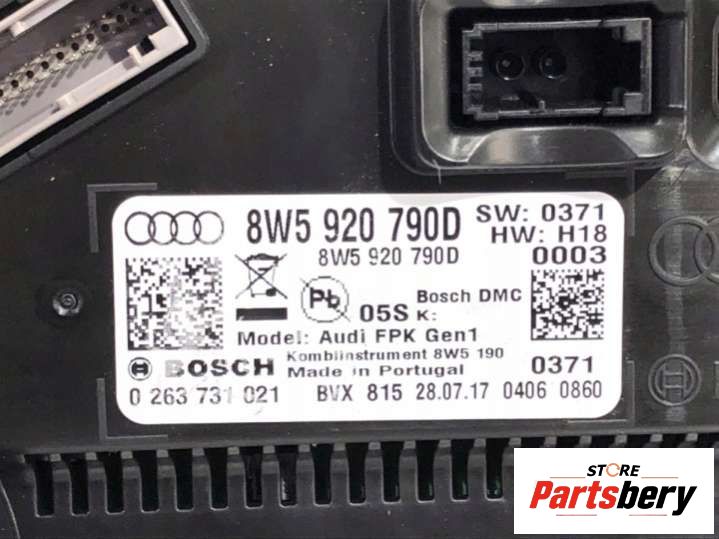 8W5 920 790D SW: 0371
8W5 920 790D HW: H18
0003
Pb 05S K: Bosch DMC
Model: Audi FPK Gen1
BOSCH Kombiinstrument 8W5 190 0371
Made in Portugal
0 263 731 021 BVX 815 28.07.17 0406 0860
STORE
Partsbery